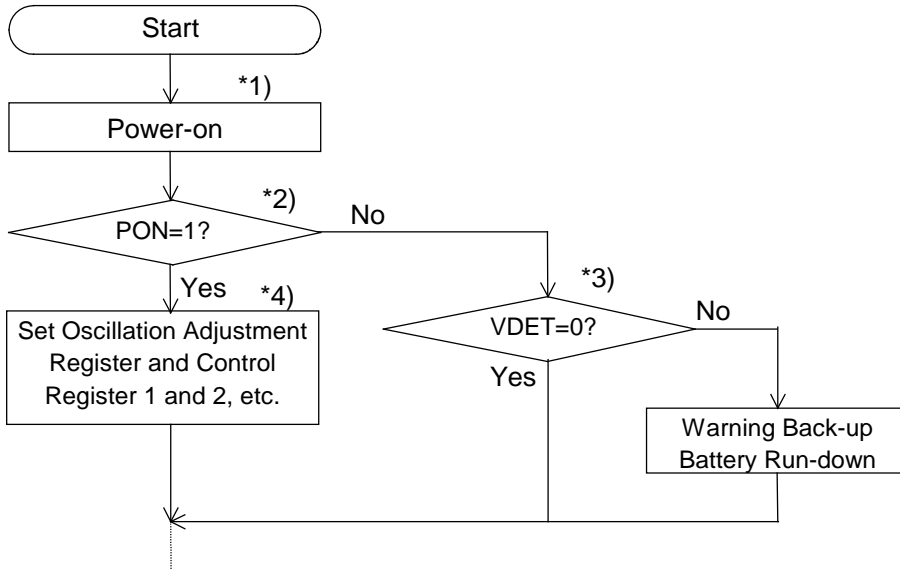 Start
*1)
Power-on
*2)
PON=1?
No
Yes
*4)
*3)
Set Oscillation Adjustment
Register and Control
Register 1 and 2, etc.
VDET=0?
No
Yes
Warning Back-up
Battery Run-down